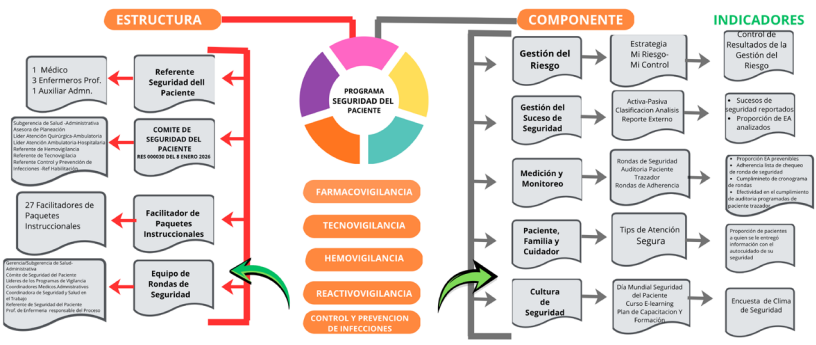 ESTRUCTURA
COMPONENTE
INDICADORES
1 Médico
3 Enfermeros Prof.
1 Auxiliar Admn.
Referente
Seguridad dell
Paciente
Subgerencia de Salud -Administrativa
Asesora de Planeación
Líder Atención Quirúrgica-Ambulatoria
Líder Atención Ambulatoria-Hospitalaria
Referente de Hemovigilancia
Referente de Tecnovigilacia
Referente Control y Prevención de
Infecciones -Ref Habilitación
COMITE DE
SEGURIDAD DEL
PACIENTE
RES 000030 DEL 8 ENERO 2026
27 Facilitadores de
Paquetes
Instruccionales
Facilitador de
Paquetes
Instruccionales
Gerencia/Subgerencia de Salud-
Administrativa
Cómite de Seguridad del Paciente
Líderes de los Programas de Vigilancia
Coordinadores Médicos-Administrativos
Coordinadora de Seguridad y Salud en
el Trabajo
Referente de Seguridad del Paciente
Prof. de Enfermería responsable del Proceso
Equipo de
Rondas de
Seguridad
PROGRAMA
SEGURIDAD DEL
PACIENTE
FARMACOVIGILANCIA
TECNOVIGILANCIA
HEMOVIGILANCIA
REACTIVOVIGILANCIA
CONTROL Y PREVENCION
DE INFECCIONES
Gestión del
Riesgo
Estrategia
Mi Riesgo-
Mi Control
Control de
Resultados de la
Gestión del
Riesgo
Gestión del
Suceso de
Seguridad
Activa-Pasiva
Clasificacion Analisis
Reporte Externo
• Sucesos de
seguridad reportados
• Proporción de EA
analizados
Medición y
Monitoreo
Rondas de Seguridad
Auditoria Paciente
Trazador
Rondas de Adherencia
• Proporción EA prevenibles
• Adherencia lista de chequeo
de ronda de seguridad
• Cumplimineto de cronograma
de rondas
• Efectividad en el cumplimiento
de auditoria programadas de
paciente trazador
Paciente,
Familia y
Cuidador
Tips de Atención
Segura
Proporción de pacientes
a quien se le entregó
información con el
autocuidado de su
seguridad
Cultura
de
Seguridad
Día Mundial Seguridad
del Paciente
Curso E-learning
Plan de Capacitacion Y
Formación
Encuesta de Clima
de Seguridad